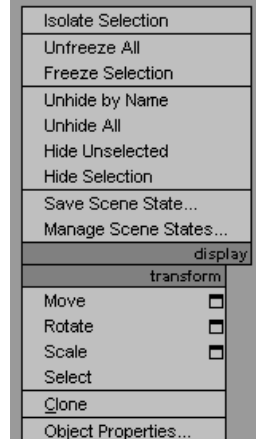 Isolate Selection
Unfreeze All
Freeze Selection
Unhide by Name
Unhide All
Hide Unselected
Hide Selection
Save Scene State...
Manage Scene States...
display
transform
Move
Rotate
Scale
Select
Clone
Object Properties...